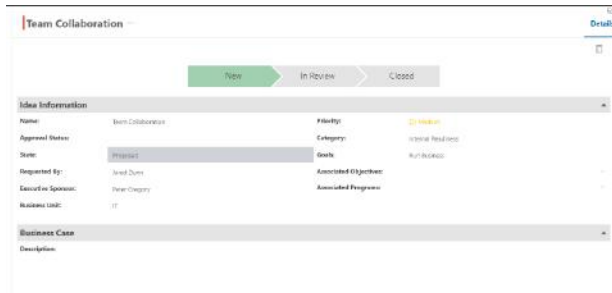 Team Collaboration
Details
New
In Review
Closed
Idea Information
Name: Team Collaboration Priority: (2) Medium
Approval Status: Category: Internal Readiness
State: Proposed Goals: Run Business
Requested By: Jared Dunn Associated Objectives:
Executive Sponsor: Peter Gregory Associated Programs:
Business Unit: IT
Business Case
Description: